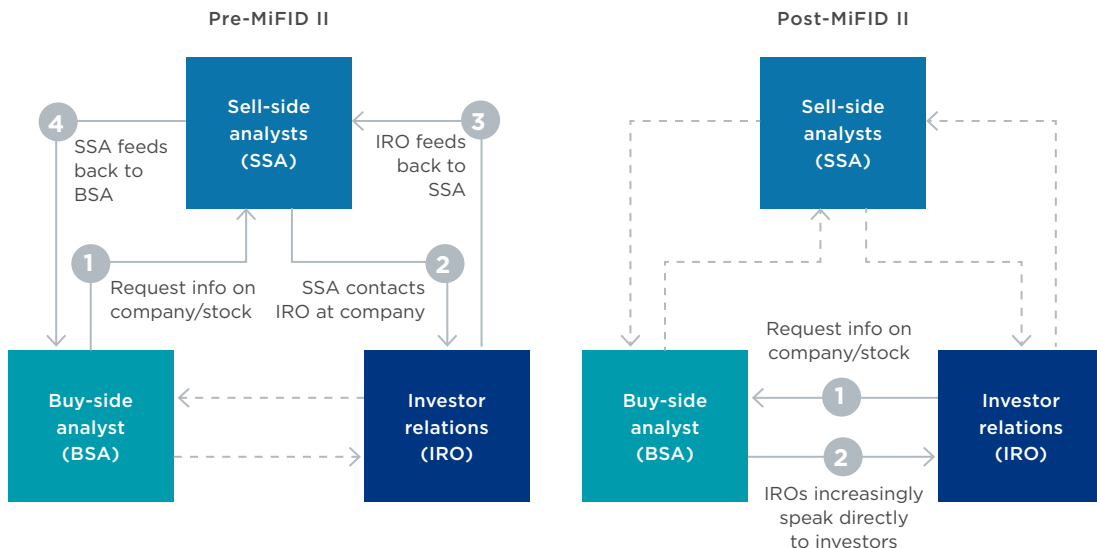 Pre-MiFID II
4
SSA feeds
back to
BSA
Sell-side
analysts
(SSA)
3
IRO feeds
back to
SSA
1
Request info on
company/stock
2
SSA contacts
IRO at company
Buy-side
analyst
(BSA)
Investor
relations
(IRO)
Post-MiFID II
Sell-side
analysts
(SSA)
Request info on
company/stock
1
Buy-side
analyst
(BSA)
2
IROs increasingly
speak directly
to investors
Investor
relations
(IRO)